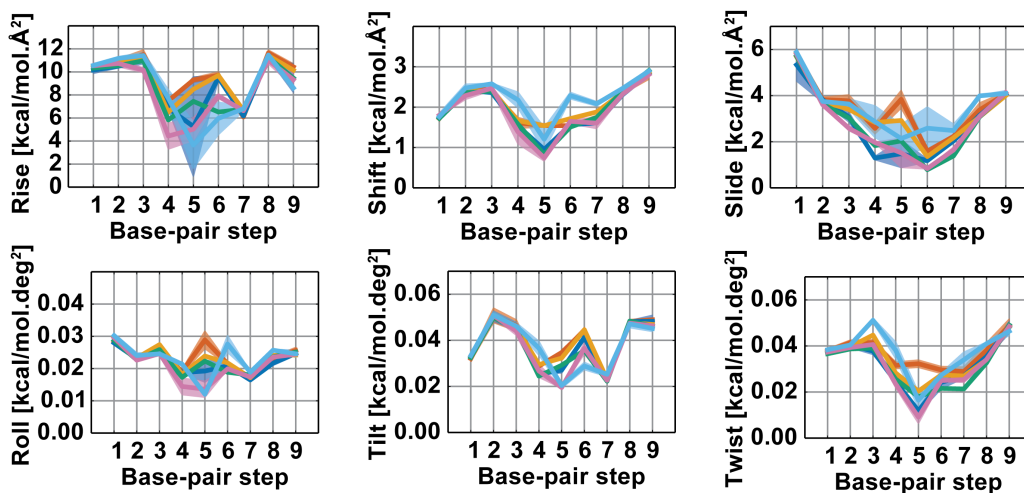 Rise [kcal/mol.Å²]
12
10
8
6
4
2
0
1 2 3 4 5 6 7 8 9
Base-pair step
Shift [kcal/mol.Å²]
3
2
1
0
1 2 3 4 5 6 7 8 9
Base-pair step
Slide [kcal/mol.Å²]
6
4
2
0
1 2 3 4 5 6 7 8 9
Base-pair step
Roll [kcal/mol.deg²]
0.04
0.03
0.02
0.01
0.00
1 2 3 4 5 6 7 8 9
Base-pair step
Tilt [kcal/mol.deg²]
0.06
0.04
0.02
0.00
1 2 3 4 5 6 7 8 9
Base-pair step
Twist [kcal/mol.deg²]
0.06
0.04
0.02
0.00
1 2 3 4 5 6 7 8 9
Base-pair step